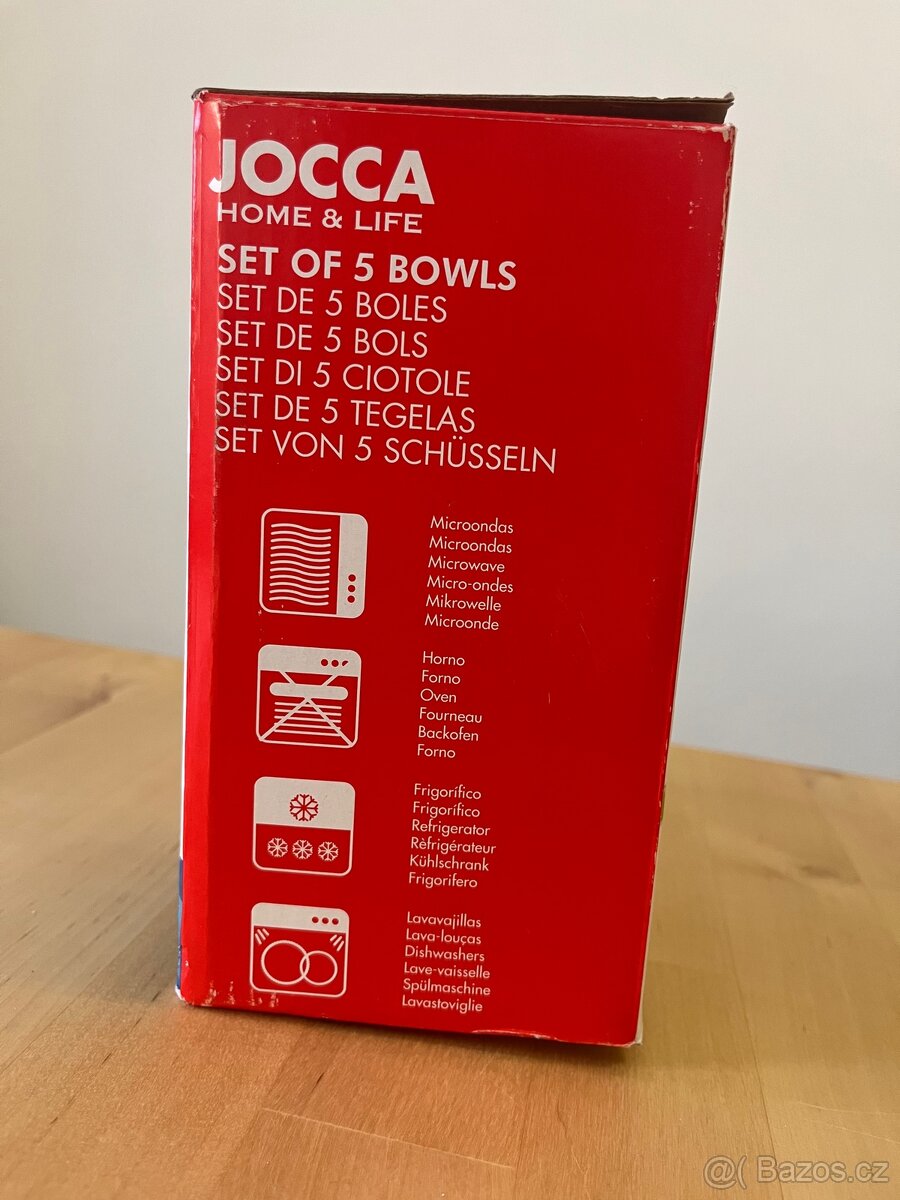 JOCCA
HOME & LIFE
SET OF 5 BOWLS
SET DE 5 BOLES
SET DE 5 BOLS
SET DI 5 CIOTOLE
SET DE 5 TEGELAS
SET VON 5 SCHÜSSELN
Microondas
Microondas
Microwave
Micro-ondes
Mikrowelle
Microonde
Horno
Forno
Oven
Fourneau
Backofen
Forno
Frigorífico
Frigorífico
Refrigerator
Rèfrigérateur
Kühlschrank
Frigorifero
Lavavajillas
Lava-louças
Dishwashers
Lave-vaisselle
Spülmaschine
Lavastoviglie
@( Bazos.cz